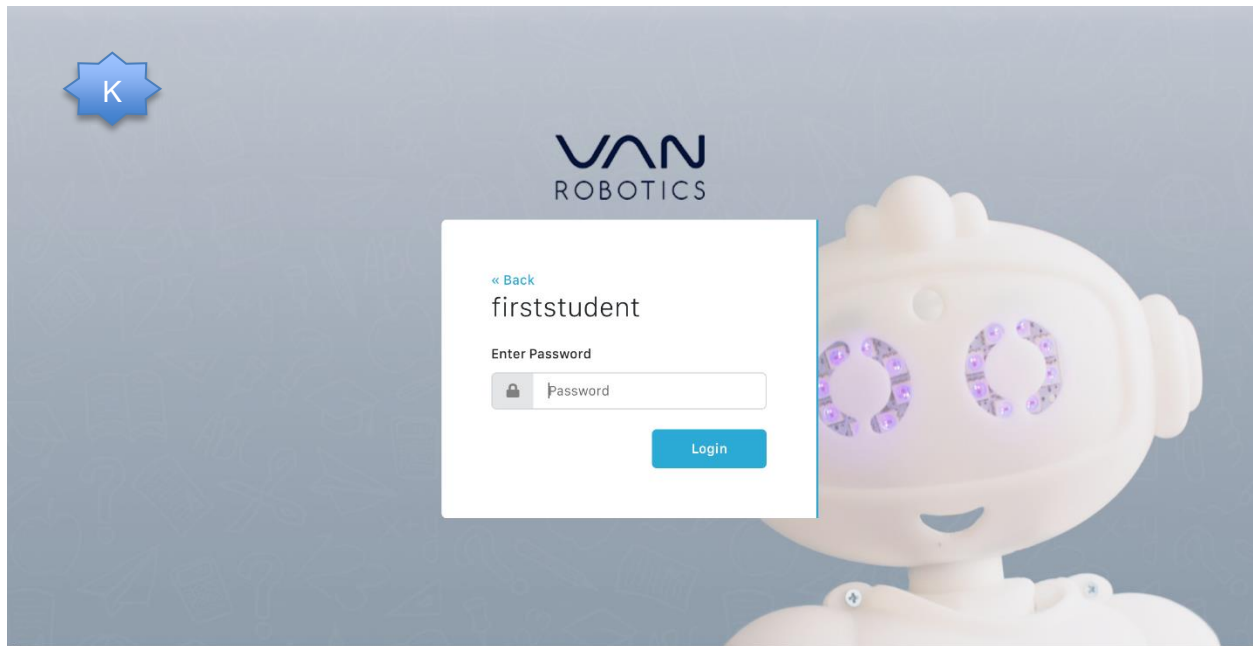 K
VAN
ROBOTICS
« Back
firststudent
Enter Password
Password
Login